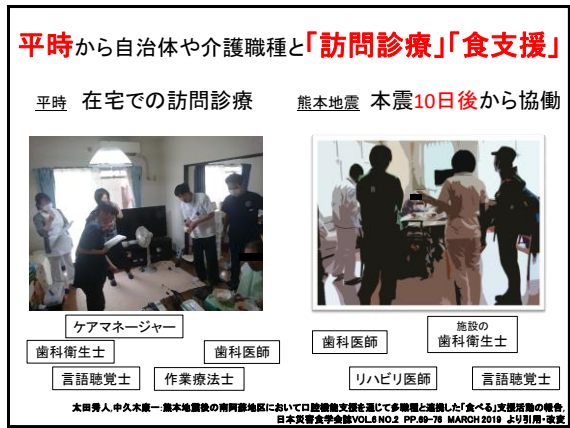 平時から自治体や介護職種と「訪問診療」「食支援」
平時 在宅での訪問診療
熊本地震 本震10日後から協働
ケアマネージャー
歯科衛生士
歯科医師
言語聴覚士
作業療法士
歯科医師
施設の
歯科衛生士
リハビリ医師
言語聴覚士
太田秀人,中久木康一:熊本地震後の南阿蘇地区において口腔機能支援を通じて多職種と連携した「食べる」支援活動の報告,
日本災害食学会誌VOL.6 NO.2 PP.69-76 MARCH 2019 より引用・改変